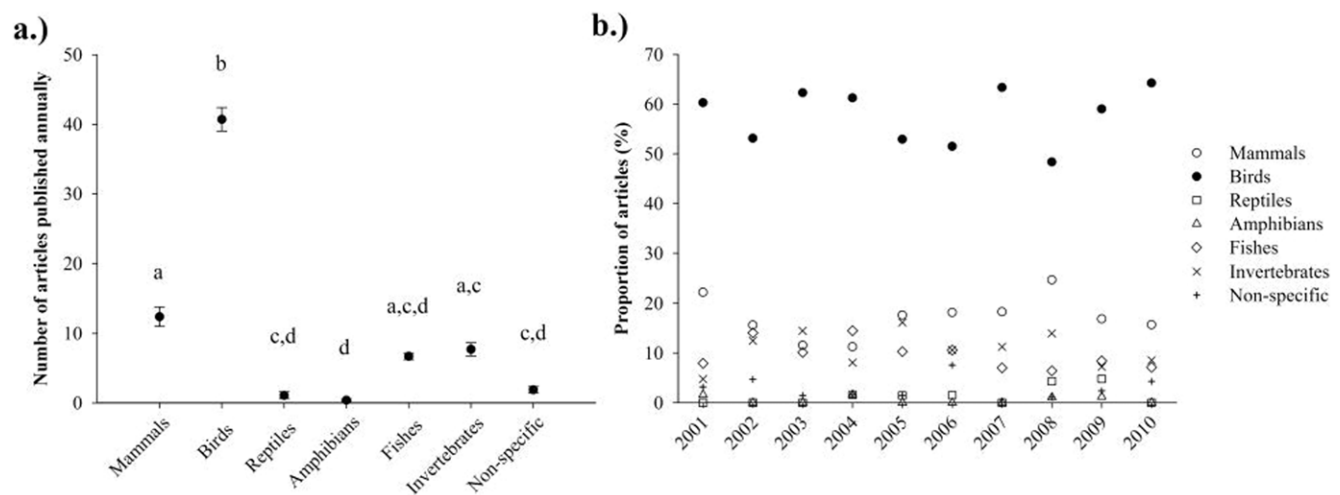 a.)
Number of articles published annually
50
40
30
20
10
0
a
b
c,d
d
a,c,d
a,c
c,d
Mammals
Birds
Reptiles
Amphibians
Fishes
Invertebrates
Non-specific
b.)
Proportion of articles (%)
70
60
50
40
30
20
10
0
2001
2002
2003
2004
2005
2006
2007
2008
2009
2010
Mammals
Birds
Reptiles
Amphibians
Fishes
Invertebrates
Non-specific